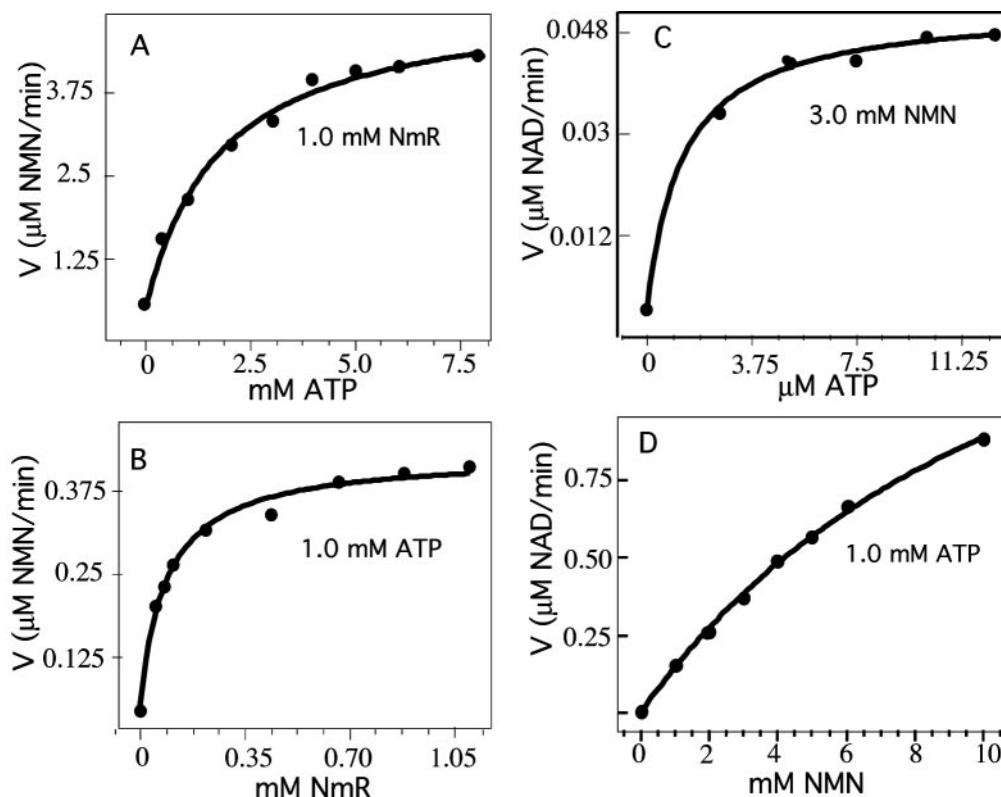 A
V (μM NMN/min)
3.75
2.5
1.25
1.0 mM NmR
0
2.5
5.0
7.5
mM ATP
C
V (μM NAD/min)
0.048
0.03
0.012
3.0 mM NMN
0
3.75
7.5
11.25
μM ATP
B
V (μM NMN/min)
0.375
0.25
0.125
1.0 mM ATP
0
0.35
0.70
1.05
mM NmR
D
V (μM NAD/min)
0.75
0.50
0.25
1.0 mM ATP
0
2
4
6
8
10
mM NMN